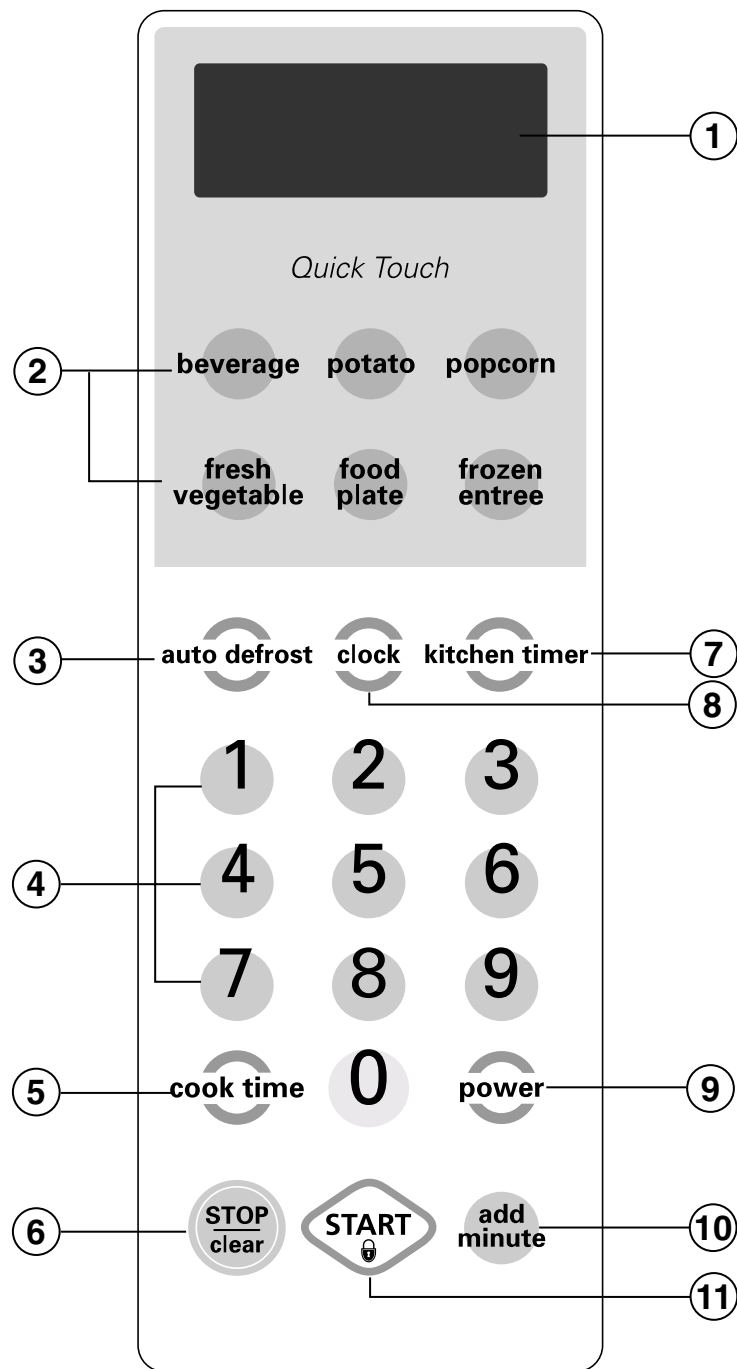 1
Quick Touch
2
beverage potato popcorn
fresh food frozen
vegetable plate entree
3 auto defrost clock kitchen timer 7
8
1 2 3
4 4 5 6
7 8 9
5 cook time 0 power 9
6 STOP START add 10
clear minute
11